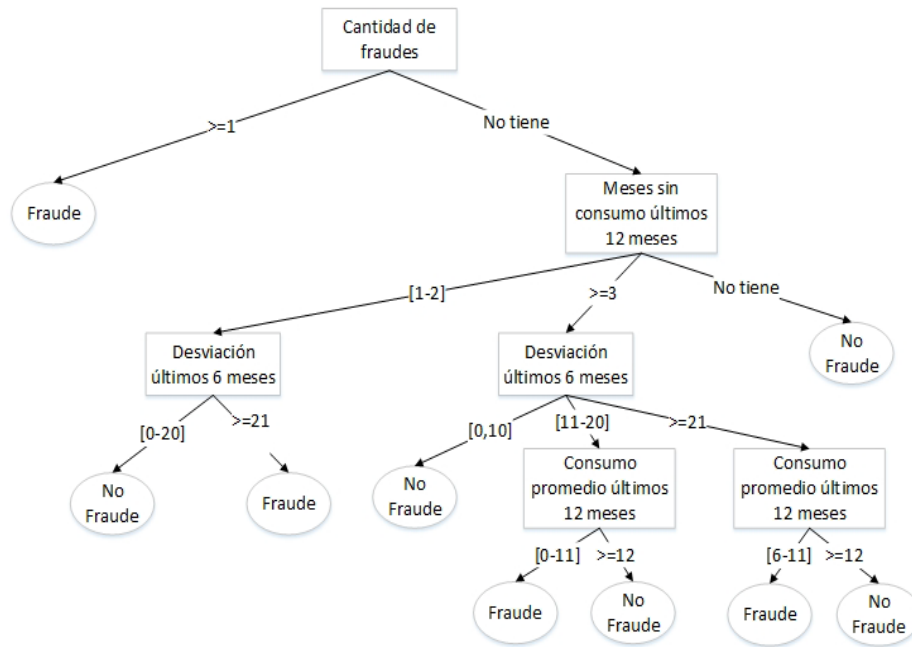 Cantidad de
fraudes
>=1
No tiene
Fraude
Meses sin
consumo últimos
12 meses
[1-2]
>=3
No tiene
Desviación
últimos 6 meses
Desviación
últimos 6 meses
No
Fraude
[0-20]
>=21
[0,10]
[11-20]
>=21
No
Fraude
Fraude
No
Fraude
Consumo
promedio últimos
12 meses
Consumo
promedio últimos
12 meses
[0-11]
>=12
[6-11]
>=12
Fraude
No
Fraude
Fraude
No
Fraude